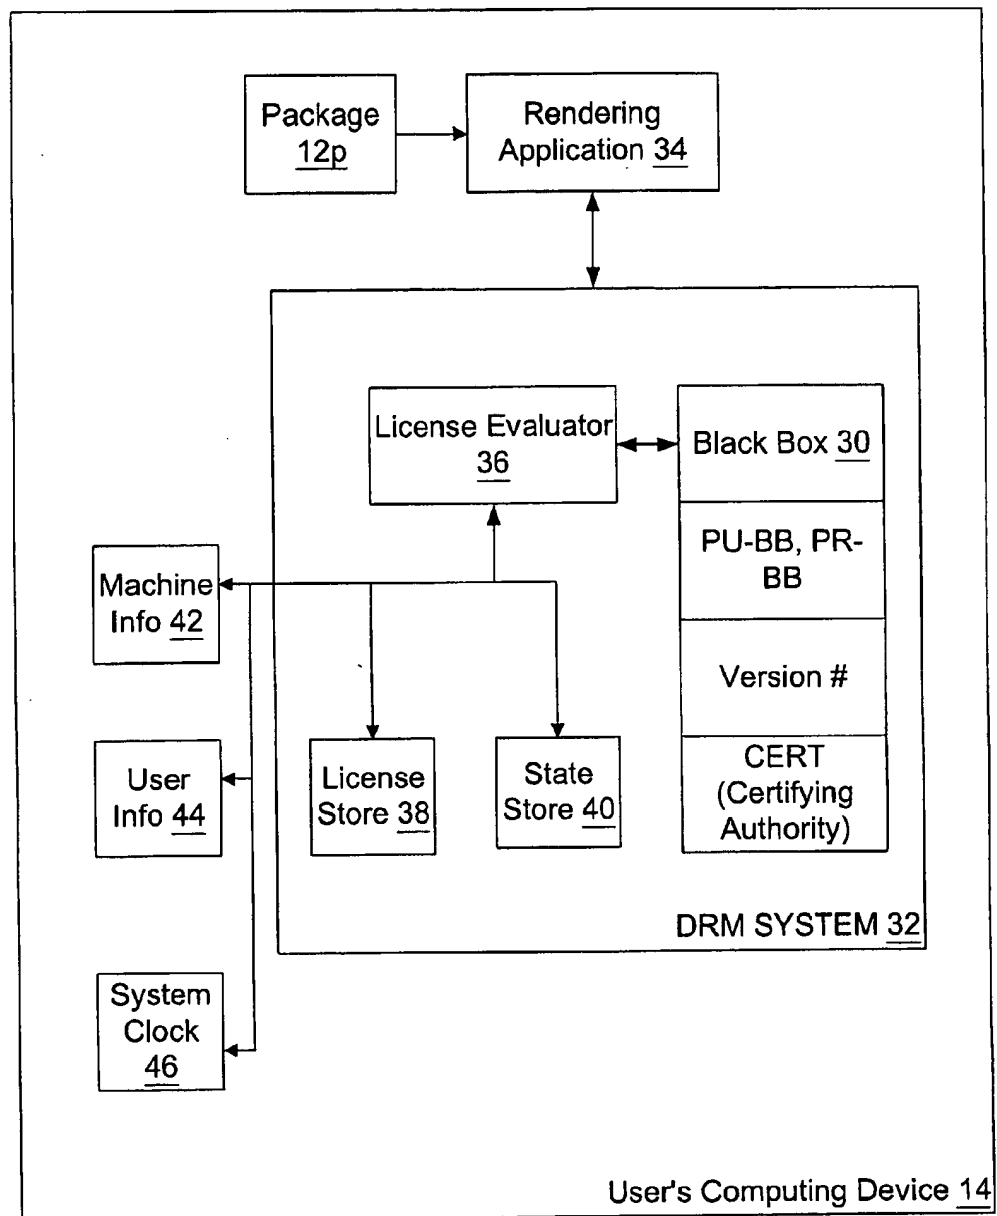 Package
12p
Rendering
Application 34
License Evaluator
36
Black Box 30
PU-BB, PR-
BB
Version #
CERT
(Certifying
Authority)
Machine
Info 42
User
Info 44
License
Store 38
State
Store 40
DRM SYSTEM 32
System
Clock
46
User's Computing Device 14